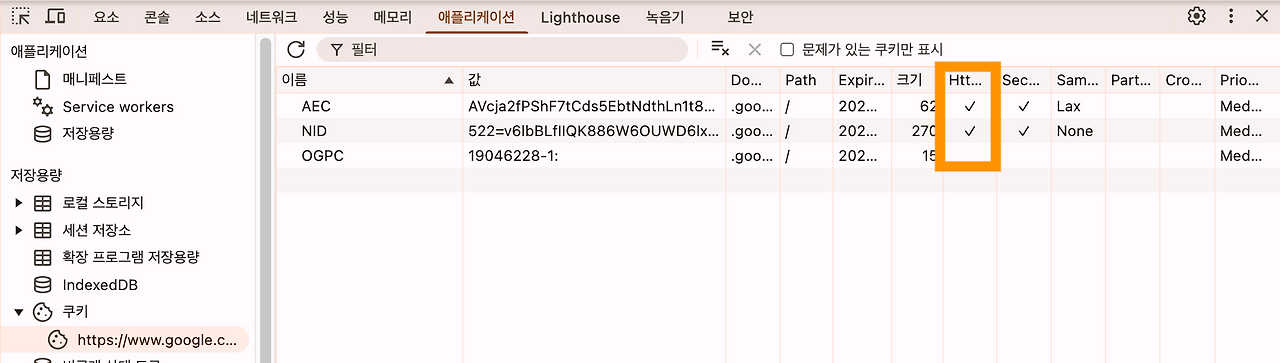 요소 콘솔 소스 네트워크 성능 메모리 애플리케이션 Lighthouse 녹음기 보안
애플리케이션
매니페스트
Service workers
저장용량
저장용량
로컬 스토리지
세션 저장소
확장 프로그램 저장용량
IndexedDB
쿠키
https://www.google.c...
필터 문제가 있는 쿠키만 표시
이름 값 Do... Path Expir... 크기 Htt... Sec... Sam... Part... Cro... Prio...
AEC AVcja2fPShF7tCds5EbtNdthLn1t8... .goo... / 202... 62 ✓ ✓ Lax Med...
NID 522=v6IbBLfIIQK886W6OUWD6Ix... .goo... / 202... 270 ✓ ✓ None Med...
OGPC 19046228-1: .goo... / 202... 15 Med...